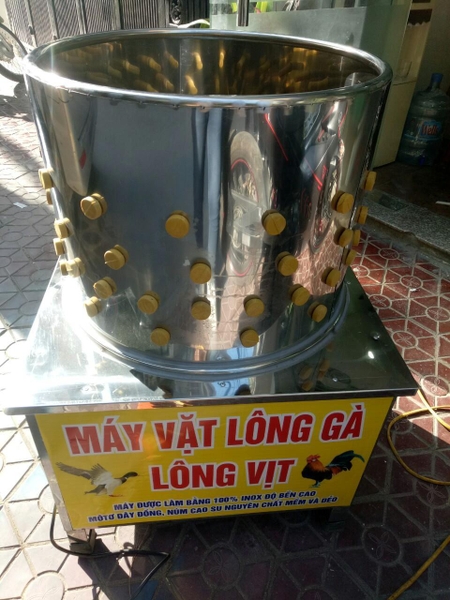 MÁY VẶT LÔNG GÀ
LÔNG VỊT
MÁY ĐƯỢC LÀM BẰNG 100% INOX ĐỘ BỀN CAO
MÔTƠ DÂY ĐỒNG, NÚM CAO SU NGUYÊN CHẤT MỀM VÀ DẺO